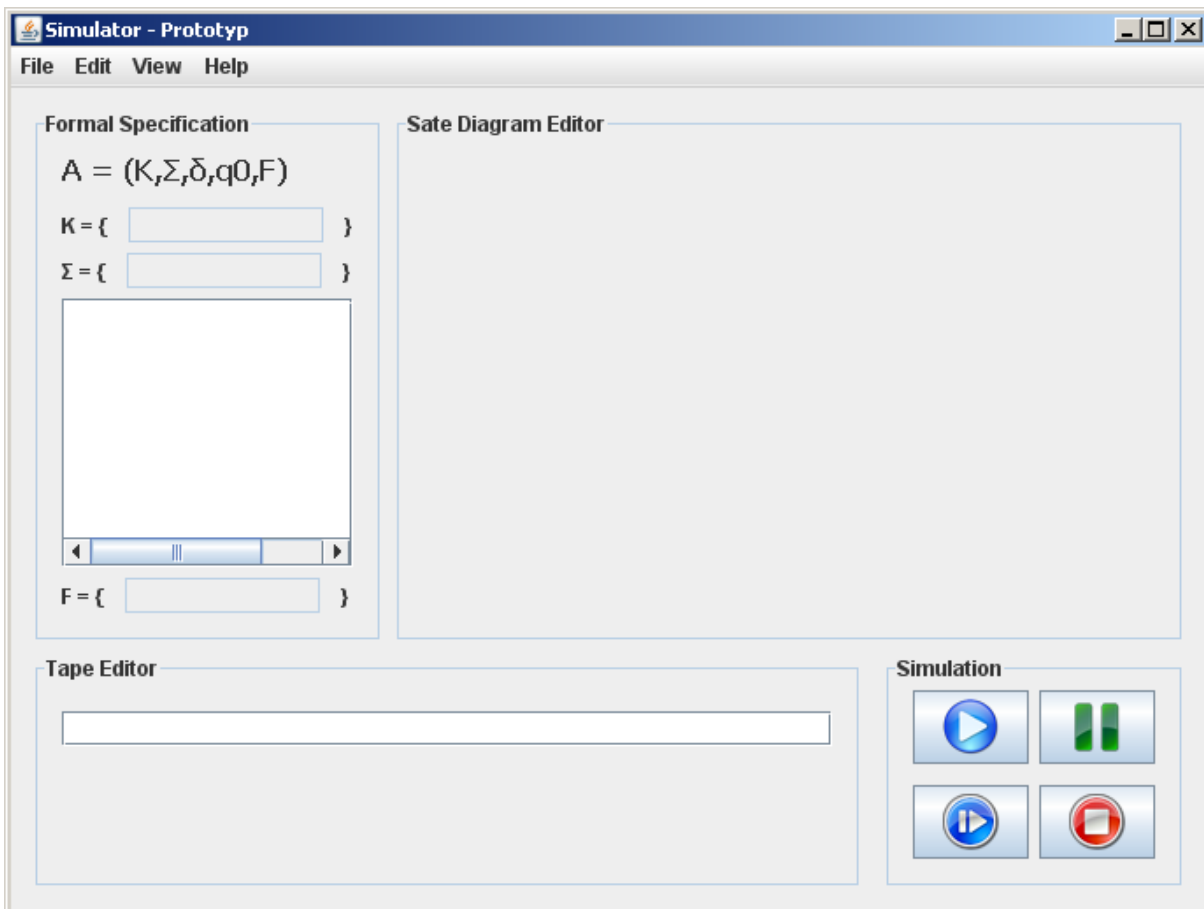 Simulator - Prototyp
File Edit View Help
Formal Specification
A = (K,Σ,δ,q0,F)
K = { }
Σ = { }
F = { }
Sate Diagram Editor
Tape Editor
Simulation